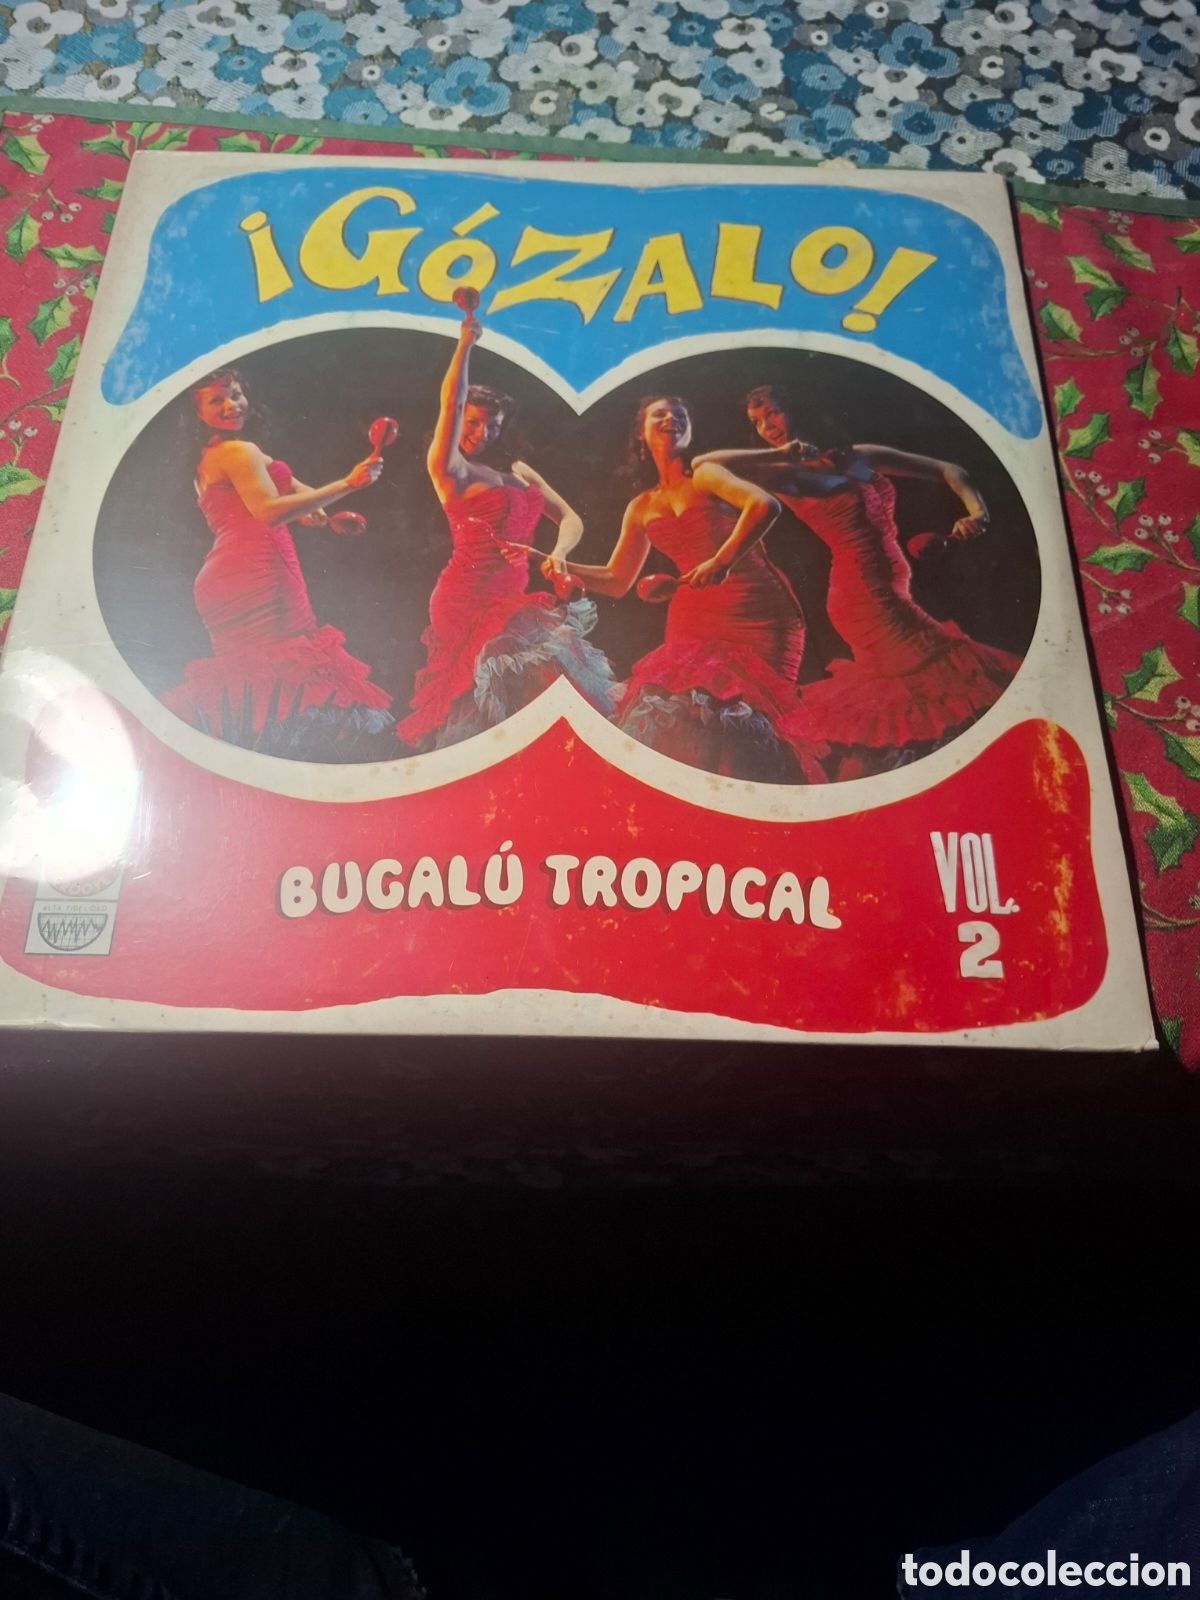 ¡GÓZALO!
BUGALÚ TROPICAL
VOL.
2
ALTA FIDELIDAD
todocoleccion